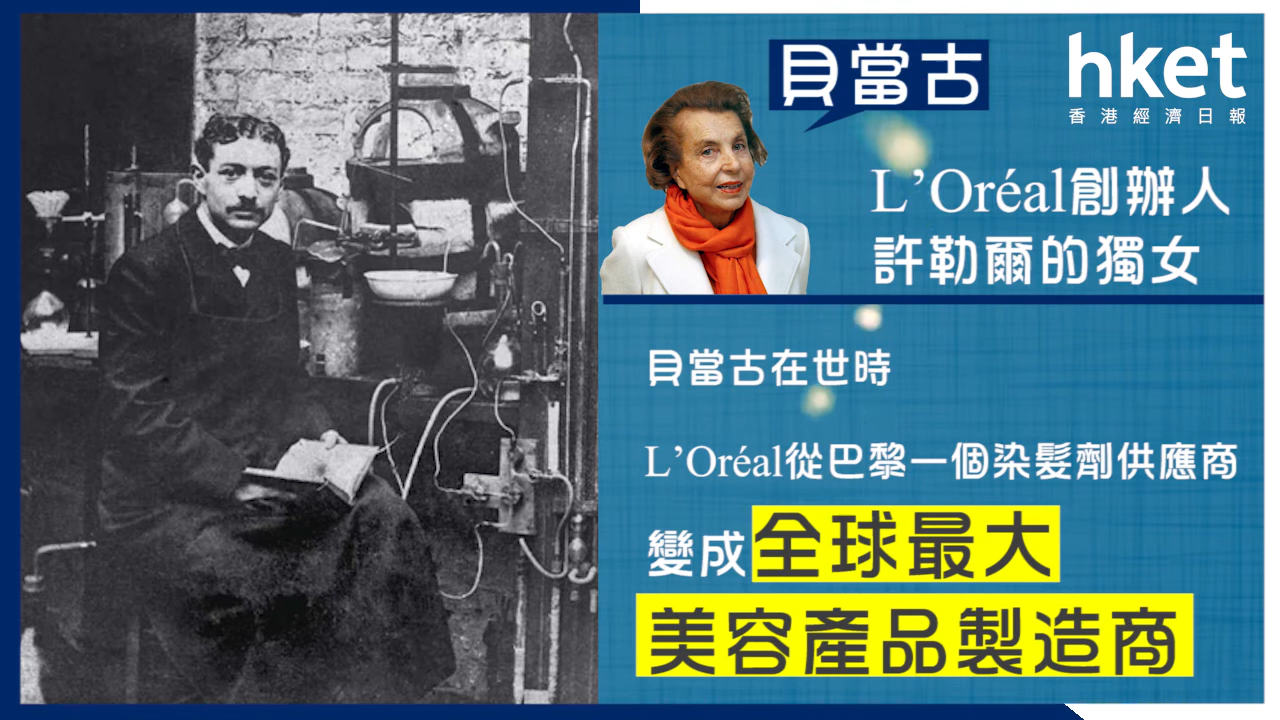 貝當古
hket
香港經濟日報
L’Oréal創辦人
許勒爾的獨女
貝當古在世時
L’Oréal從巴黎一個染髮劑供應商
變成全球最大
美容產品製造商